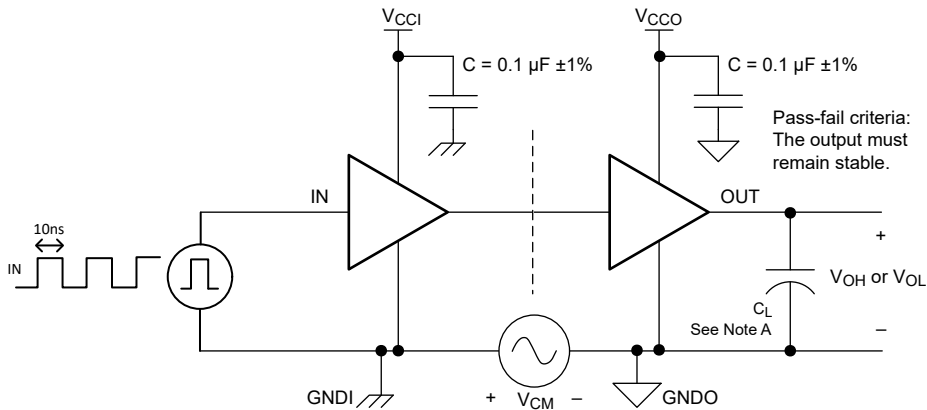 V_CCI
V_CCO
C = 0.1 µF ±1%
C = 0.1 µF ±1%
Pass-fail criteria:
The output must
remain stable.
IN
OUT
10ns
IN
+
V_OH or V_OL
C_L
See Note A
–
GNDI
+ V_CM –
GNDO